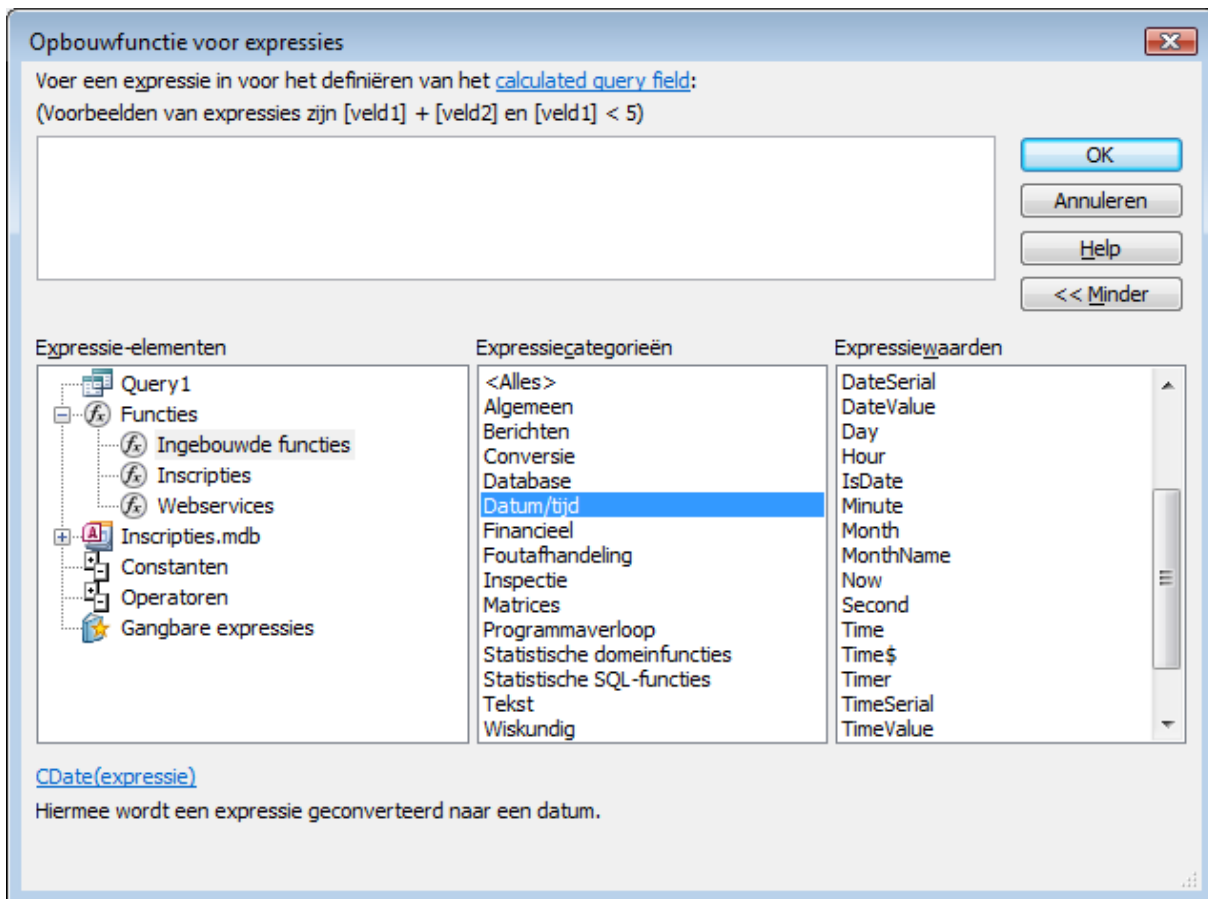 Opbouwfunctie voor expressies
Voer een expressie in voor het definiëren van het calculated query field:
(Voorbeelden van expressies zijn [veld1] + [veld2] en [veld1] < 5)
OK
Annuleren
Help
<< Minder
Expressie-elementen
Query1
Functies
Ingebouwde functies
Inscripties
Webservices
Inscripties.mdb
Constanten
Operatoren
Gangbare expressies
Expressiecategorieën
<Alles>
Algemeen
Berichten
Conversie
Database
Datum/tijd
Financieel
Foutafhandeling
Inspectie
Matrices
Programmaverloop
Statistische domeinfuncties
Statistische SQL-functies
Tekst
Wiskundig
Expressiewaarden
DateSerial
DateValue
Day
Hour
IsDate
Minute
Month
MonthName
Now
Second
Time
Time$
Timer
TimeSerial
TimeValue
CDate(expressie)
Hiermee wordt een expressie geconverteerd naar een datum.